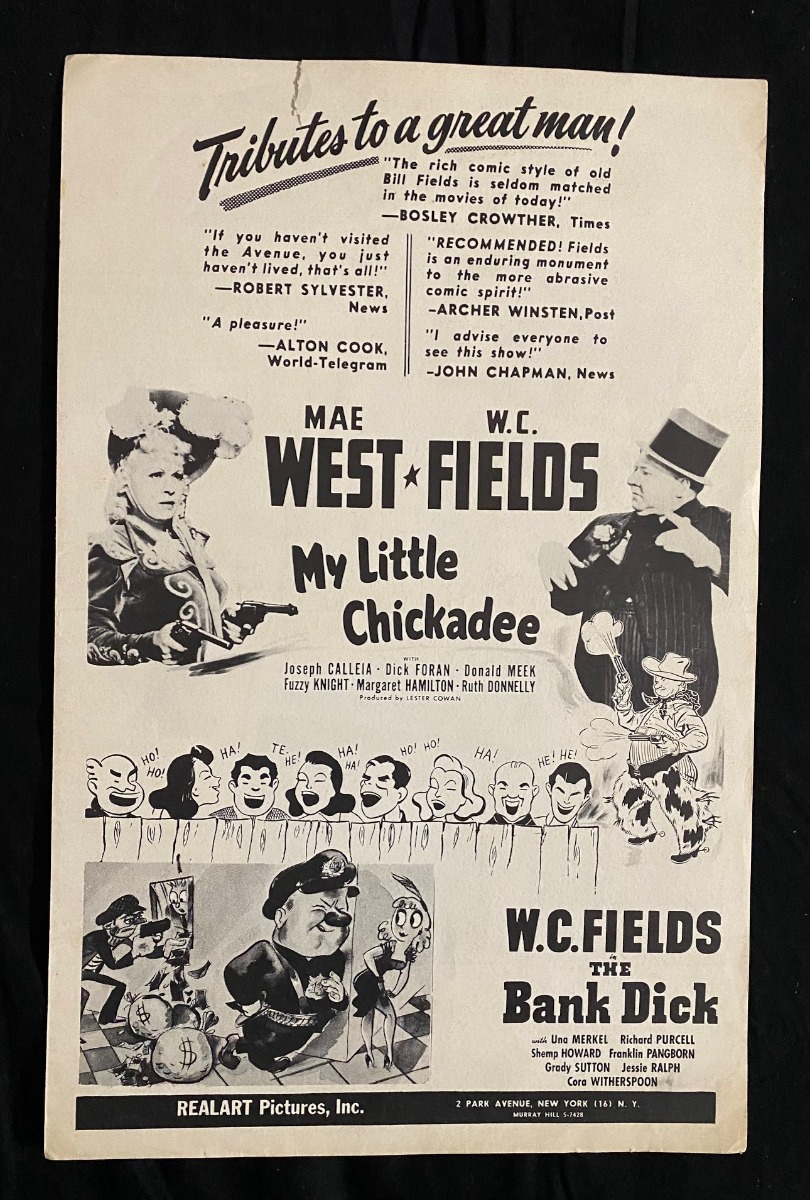 Tributes to a great man!
"The rich comic style of old
Bill Fields is seldom matched
in the movies of today!"
—BOSLEY CROWTHER, Times
"If you haven't visited
the Avenue, you just
haven't lived, that's all!"
—ROBERT SYLVESTER,
News
"A pleasure!"
—ALTON COOK,
World-Telegram
"RECOMMENDED! Fields
is an enduring monument
to the more abrasive
comic spirit!"
—ARCHER WINSTEN, Post
"I advise everyone to
see this show!"
—JOHN CHAPMAN, News
MAE W.C.
WEST ★ FIELDS
My Little
Chickadee
WITH
Joseph CALLEIA · Dick FORAN · Donald MEEK
Fuzzy KNIGHT · Margaret HAMILTON · Ruth DONNELLY
Produced by LESTER COWAN
HO!
HO!
HA!
TE-
HE!
HA!
HA!
HO! HO!
HA!
HE! HE!
$
$
W.C. FIELDS
in
THE
Bank Dick
with Una MERKEL Richard PURCELL
Shemp HOWARD Franklin PANGBORN
Grady SUTTON Jessie RALPH
Cora WITHERSPOON
REALART Pictures, Inc.
2 PARK AVENUE, NEW YORK (16) N. Y.
MURRAY HILL 5-7428